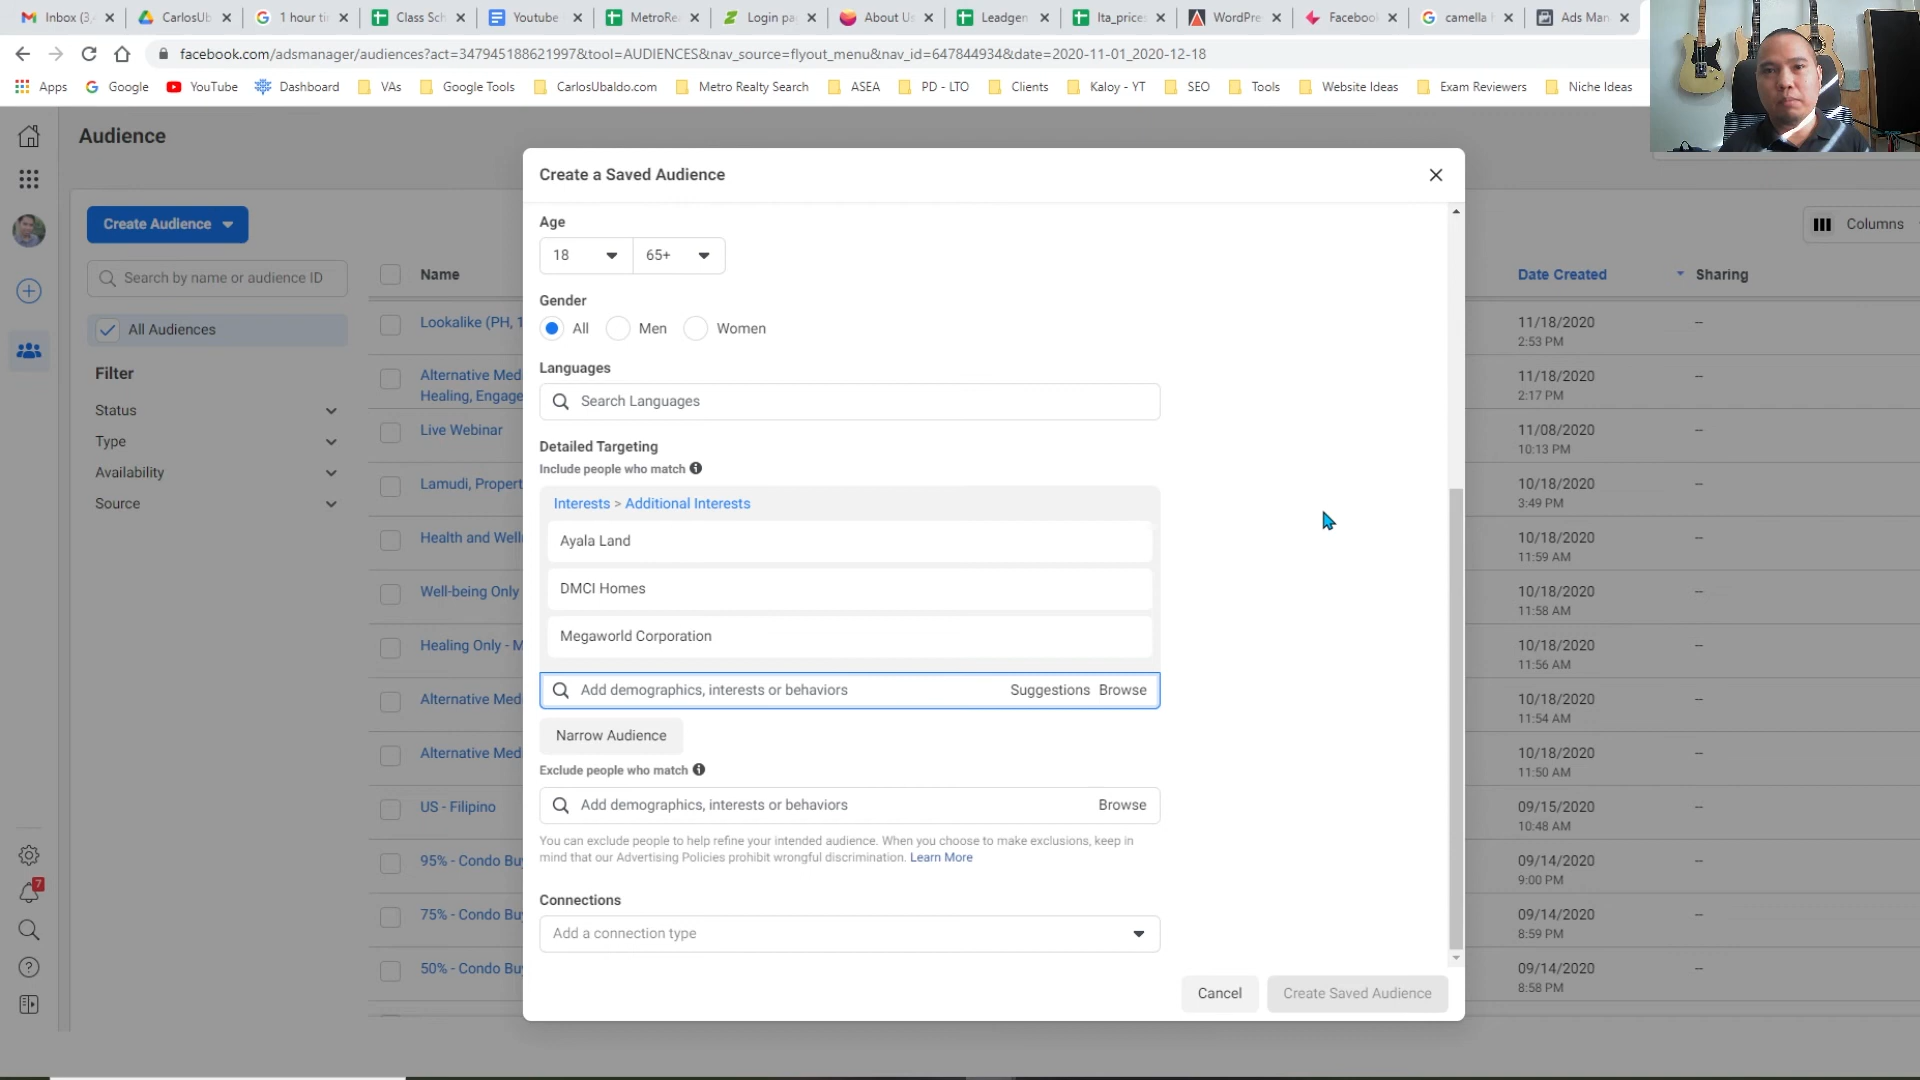 Inbox (3,
CarlosUb
1 hour ti
Class Sch
Youtube
MetroRe
Login pa
About Us
Leadgen
Ita_price
WordPre
Faceboo
camella
Ads Man
facebook.com/adsmanager/audiences?act=347945188621997&tool=AUDIENCES&nav_source=flyout_menu&nav_id=647844934&date=2020-11-01_2020-12-18
Apps
Google
YouTube
Dashboard
VAs
Google Tools
CarlosUbaldo.com
Metro Realty Search
ASEA
PD - LTO
Clients
Kaloy - YT
SEO
Tools
Website Ideas
Exam Reviewers
Niche Ideas
Audience
Create Audience
Search by name or audience ID
All Audiences
Filter
Status
Type
Availability
Source
7
Name
Lookalike (PH, 1
Alternative Med
Healing, Engage
Live Webinar
Lamudi, Propert
Health and Well
Well-being Only
Healing Only - M
Alternative Med
Alternative Med
US - Filipino
95% - Condo Bu
75% - Condo Bu
50% - Condo Bu
Create a Saved Audience
Age
18
65+
Gender
All
Men
Women
Languages
Search Languages
Detailed Targeting
Include people who match
Interests > Additional Interests
Ayala Land
DMCI Homes
Megaworld Corporation
Add demographics, interests or behaviors
Suggestions
Browse
Narrow Audience
Exclude people who match
Add demographics, interests or behaviors
Browse
You can exclude people to help refine your intended audience. When you choose to make exclusions, keep in
mind that our Advertising Policies prohibit wrongful discrimination. Learn More
Connections
Add a connection type
Cancel
Create Saved Audience
Columns
Date Created
Sharing
11/18/2020
2:53 PM
--
11/18/2020
2:17 PM
--
11/08/2020
10:13 PM
--
10/18/2020
3:49 PM
--
10/18/2020
11:59 AM
--
10/18/2020
11:58 AM
--
10/18/2020
11:56 AM
--
10/18/2020
11:54 AM
--
10/18/2020
11:50 AM
--
09/15/2020
10:48 AM
--
09/14/2020
9:00 PM
--
09/14/2020
8:59 PM
--
09/14/2020
8:58 PM
--